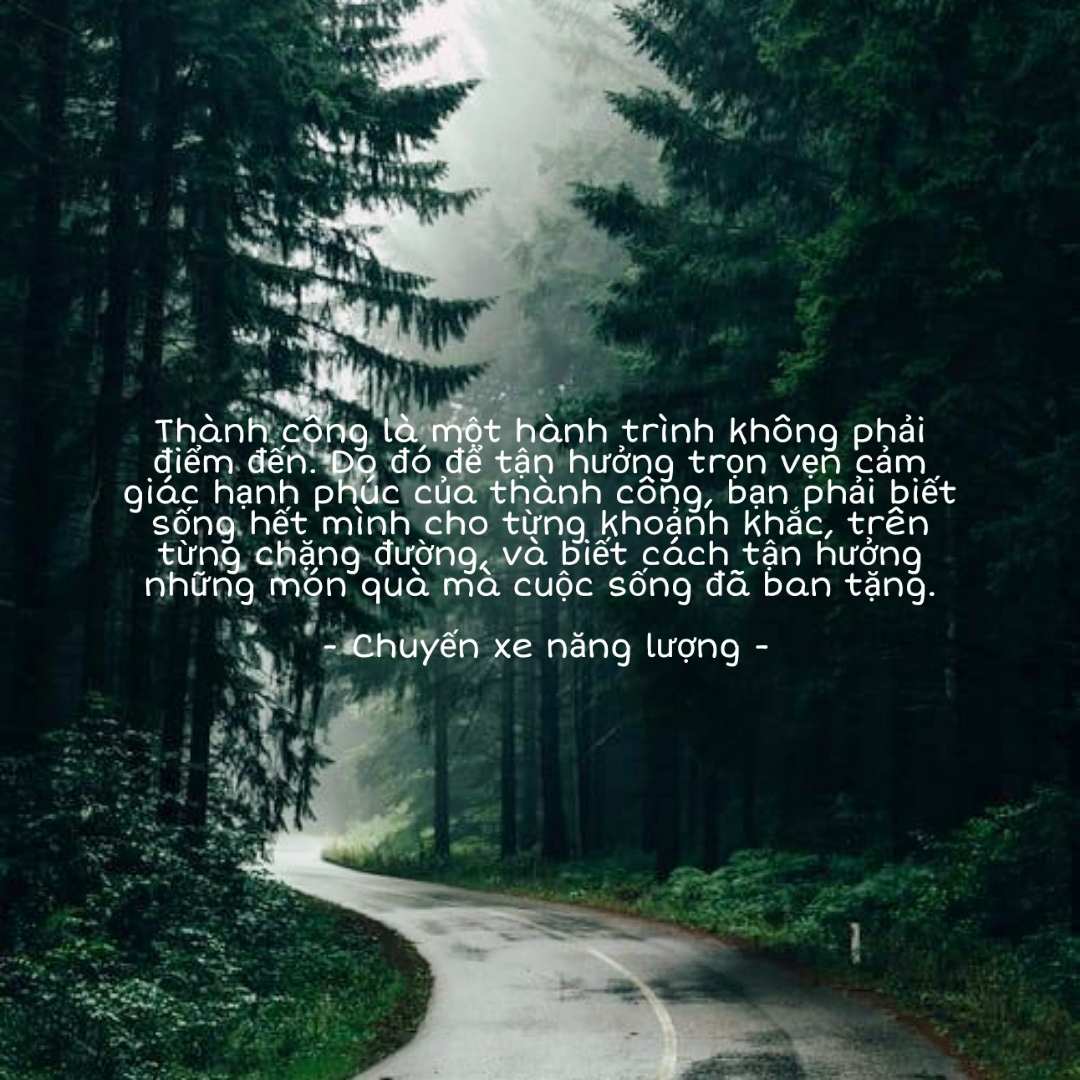 Thành công là một hành trình không phải
điểm đến. Do đó để tận hưởng trọn vẹn cảm
giác hạnh phúc của thành công, bạn phải biết
sống hết mình cho từng khoảnh khắc, trên
từng chặng đường, và biết cách tận hưởng
những món quà mà cuộc sống đã ban tặng.
- Chuyến xe năng lượng -